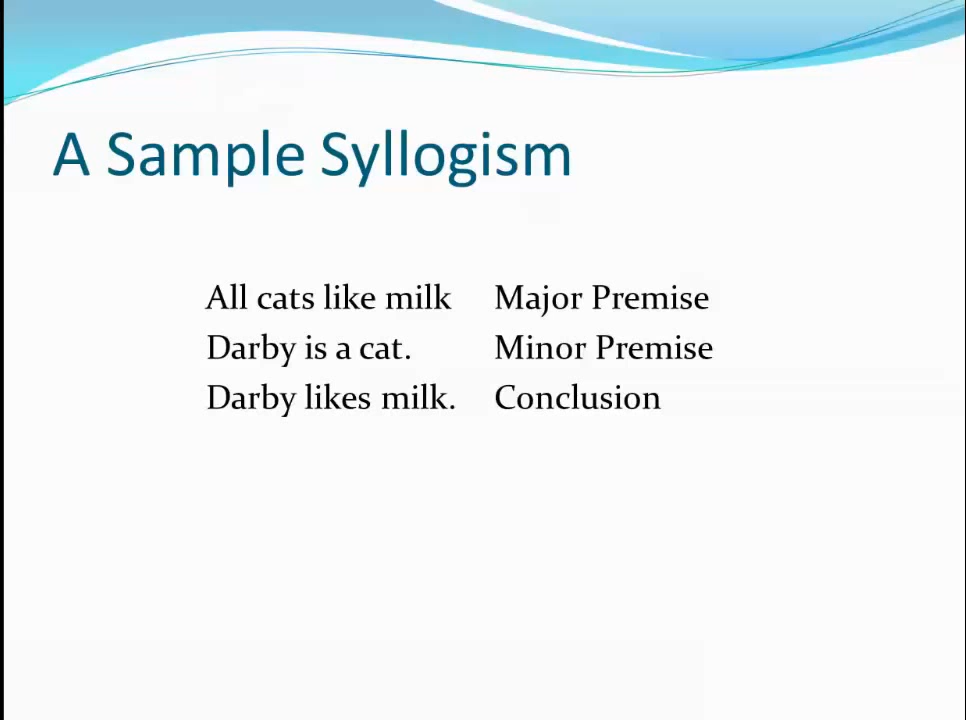 A Sample Syllogism
All cats like milk Major Premise
Darby is a cat. Minor Premise
Darby likes milk. Conclusion